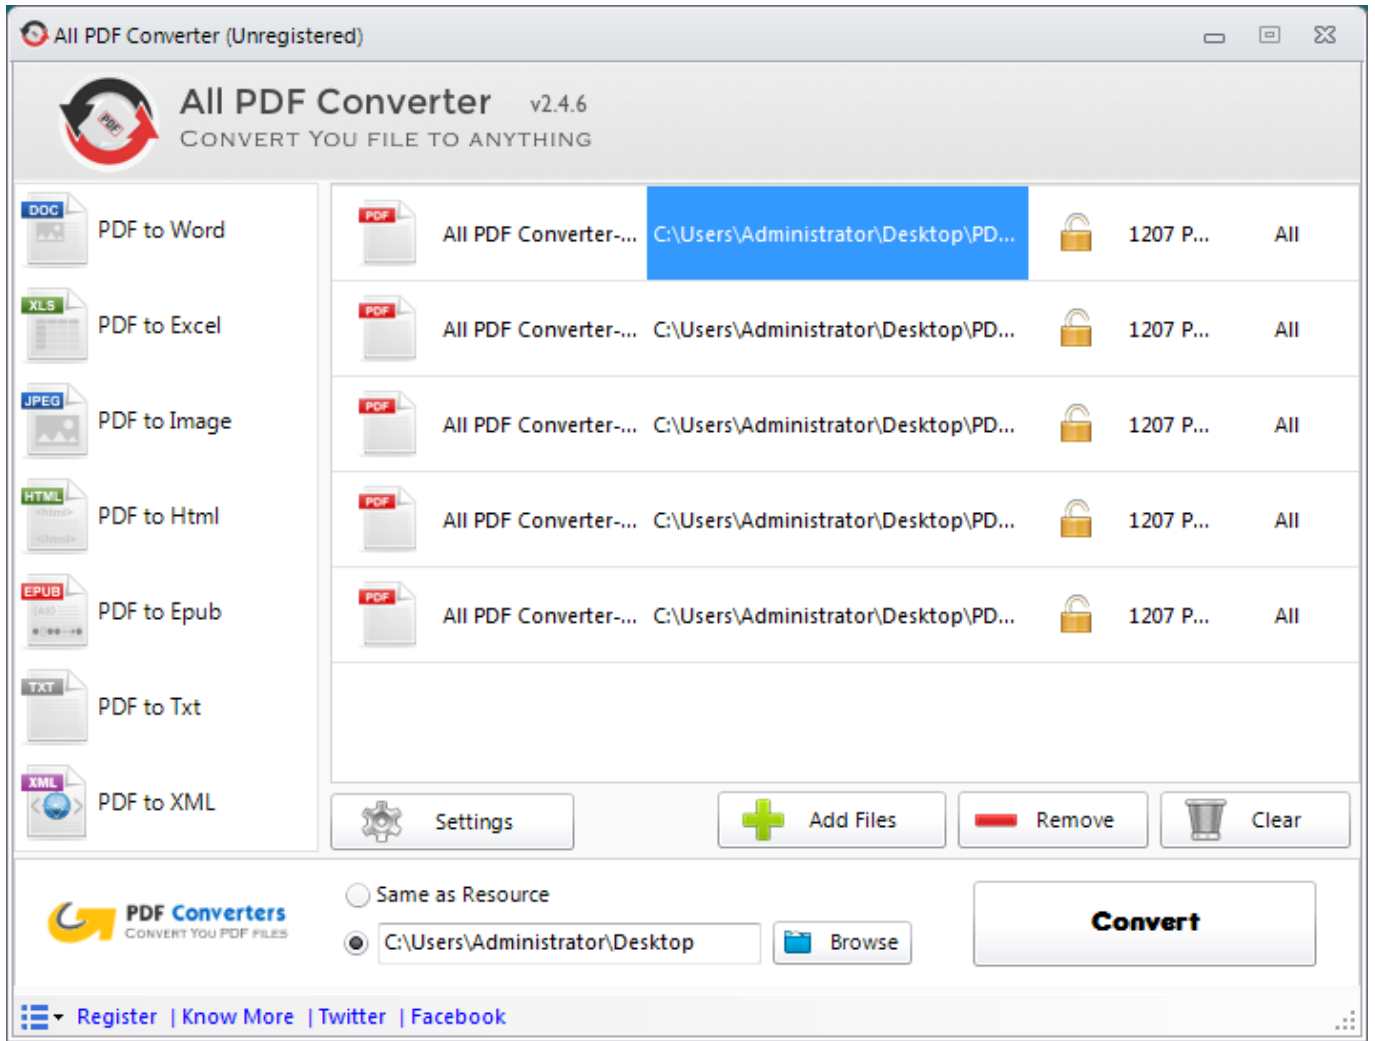 All PDF Converter (Unregistered)
All PDF Converter v2.4.6
CONVERT YOU FILE TO ANYTHING
DOC PDF to Word
XLS PDF to Excel
JPEG PDF to Image
HTML PDF to Html
<html>
</html>
EPUB PDF to Epub
TXT PDF to Txt
XML PDF to XML
PDF All PDF Converter-... C:\Users\Administrator\Desktop\PD... 1207 P... All
PDF All PDF Converter-... C:\Users\Administrator\Desktop\PD... 1207 P... All
PDF All PDF Converter-... C:\Users\Administrator\Desktop\PD... 1207 P... All
PDF All PDF Converter-... C:\Users\Administrator\Desktop\PD... 1207 P... All
PDF All PDF Converter-... C:\Users\Administrator\Desktop\PD... 1207 P... All
Settings Add Files Remove Clear
PDF Converters
CONVERT YOU PDF FILES
Same as Resource
C:\Users\Administrator\Desktop Browse
Convert
Register | Know More | Twitter | Facebook